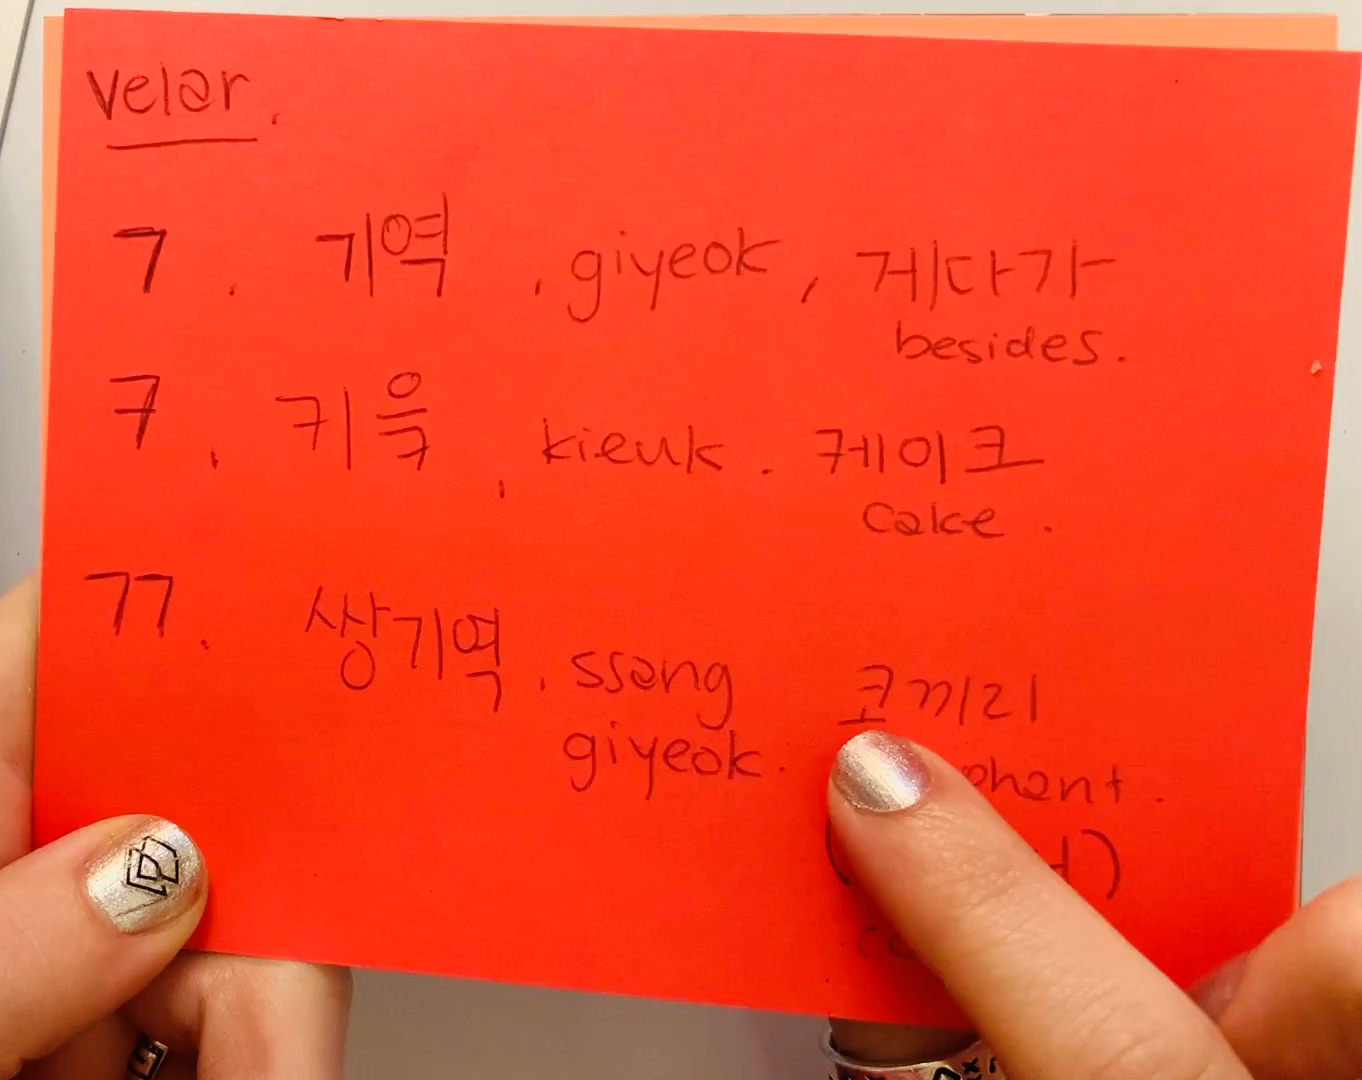 velar.
ㄱ. 기역, giyeok, 게다가
besides.
ㅋ, 키윽, kieuk. 케이크
cake.
ㄲ. 쌍기역, ssang 코끼리
giyeok.